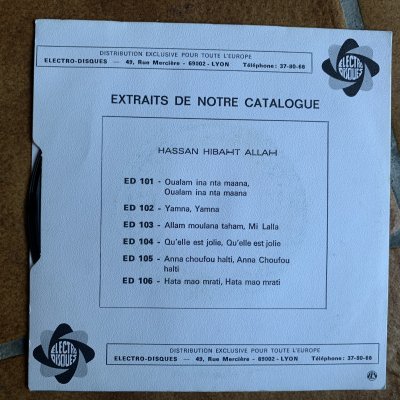 DISTRIBUTION EXCLUSIVE POUR TOUTE L'EUROPE
ELECTRO-DISQUES — 49, Rue Mercière - 69002 - LYON Téléphone : 37-80-66
ELECTRO DISQUES
EXTRAITS DE NOTRE CATALOGUE
HASSAN HIBAHT ALLAH
ED 101 - Oualam ina nta maana,
Oualam ina nta maana
ED 102 - Yamna, Yamna
ED 103 - Allam moulana taham, Mi Lalla
ED 104 - Qu'elle est jolie, Qu'elle est jolie
ED 105 - Anna choufou halti, Anna Choufou
halti
ED 106 - Hata mao mrati, Hata mao mrati
ELECTRO DISQUES
DISTRIBUTION EXCLUSIVE POUR TOUTE L'EUROPE
ELECTRO-DISQUES — 49, Rue Mercière - 69002 - LYON Téléphone : 37-80-66